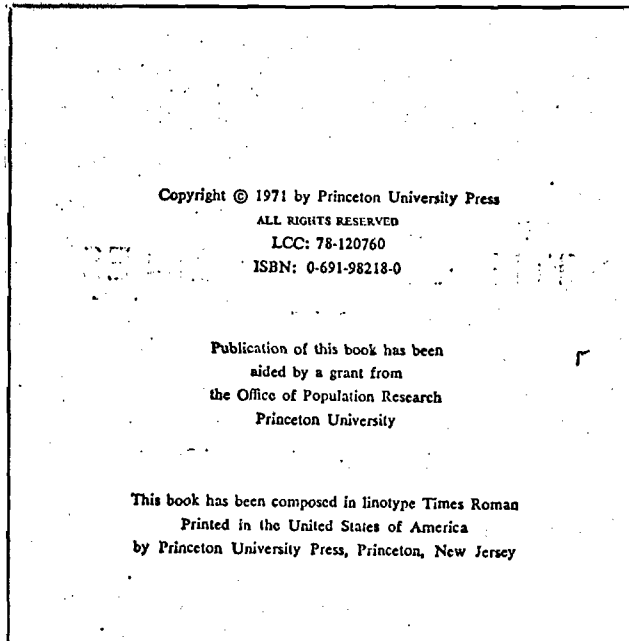 Copyright © 1971 by Princeton University Press
ALL RIGHTS RESERVED
LCC: 78-120760
ISBN: 0-691-98218-0
Publication of this book has been
aided by a grant from
the Office of Population Research
Princeton University
This book has been composed in linotype Times Roman
Printed in the United States of America
by Princeton University Press, Princeton, New Jersey